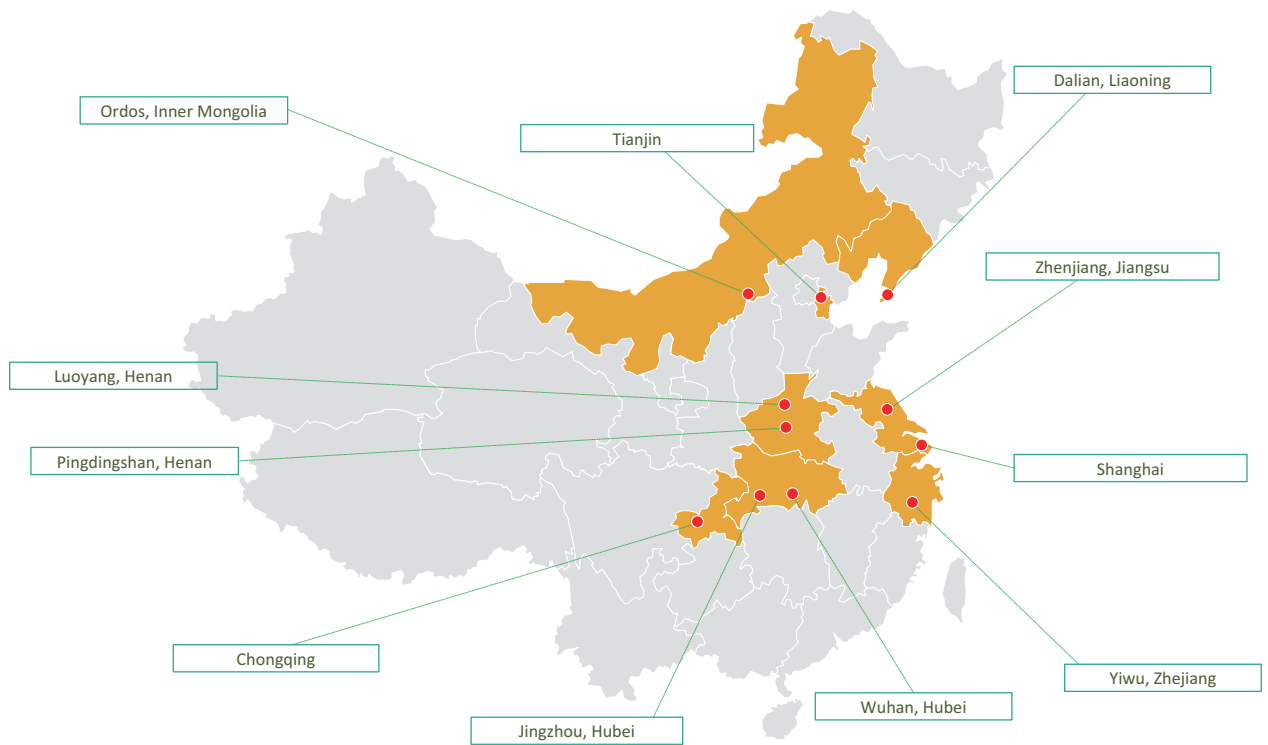 Dalian, Liaoning
Ordos, Inner Mongolia
Tianjin
Zhenjiang, Jiangsu
Luoyang, Henan
Pingdingshan, Henan
Shanghai
Chongqing
Yiwu, Zhejiang
Wuhan, Hubei
Jingzhou, Hubei